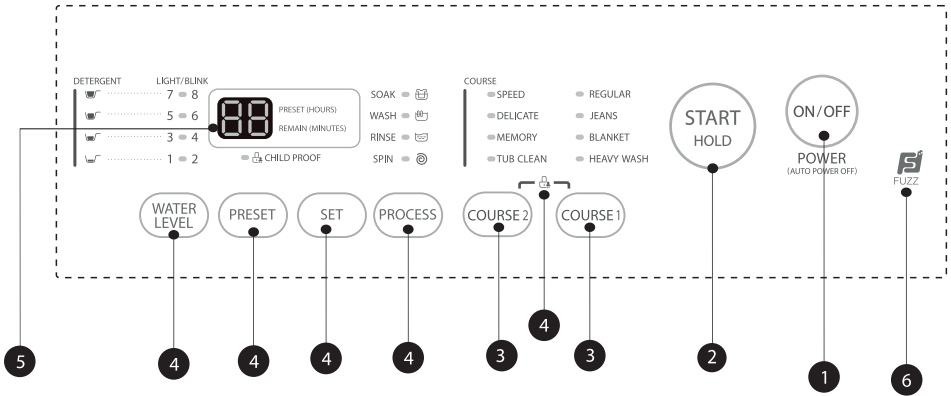 DETERGENT LIGHT/BLINK
7 8
5 6
3 4
1 2
88
PRESET (HOURS)
REMAIN (MINUTES)
CHILD PROOF
SOAK
WASH
RINSE
SPIN
COURSE
SPEED REGULAR
DELICATE JEANS
MEMORY BLANKET
TUB CLEAN HEAVY WASH
START
HOLD
ON/OFF
POWER
(AUTO POWER OFF)
FUZZ
WATER
LEVEL
PRESET
SET
PROCESS
COURSE 2
COURSE 1
5 4 4 4 4 3 4 3 2 1 6